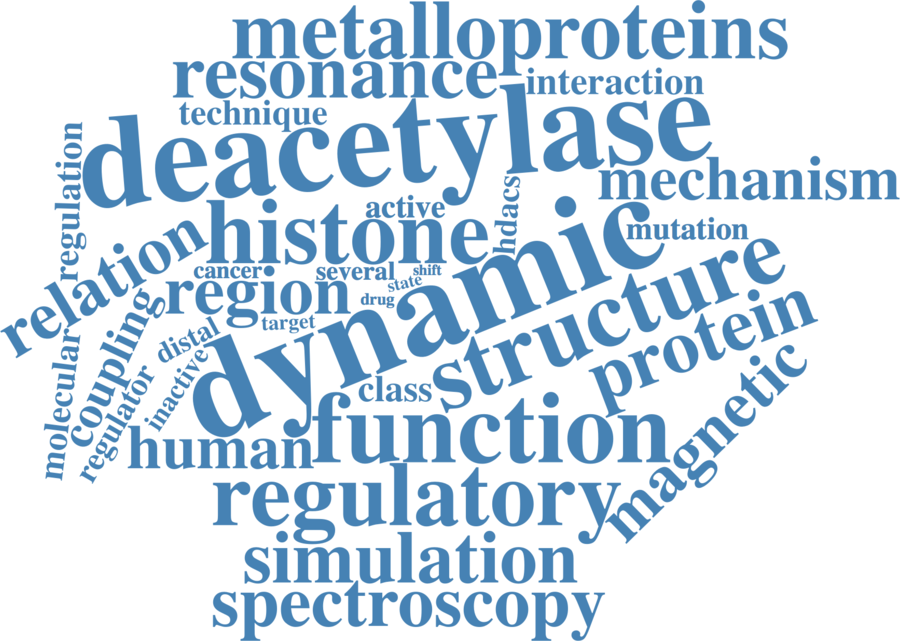 metalloproteins
resonance
interaction
technique
deacetylase
mechanism
regulation
active
hdacs
histone
mutation
relation
cancer
several
shift
state
region
drug
dynamic
target
structure
coupling
distal
molecular
protein
inactive
regulator
class
magnetic
function
human
regulatory
simulation
spectroscopy